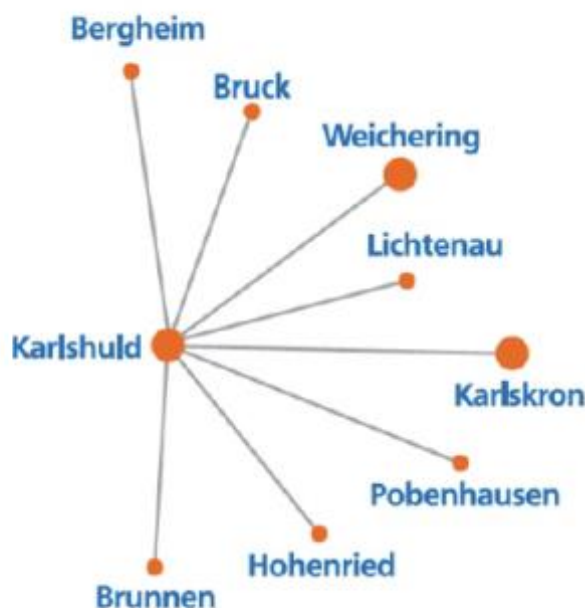 Bergheim
Bruck
Weichering
Lichtenau
Karlshuld
Karlskron
Pobenhausen
Hohenried
Brunnen